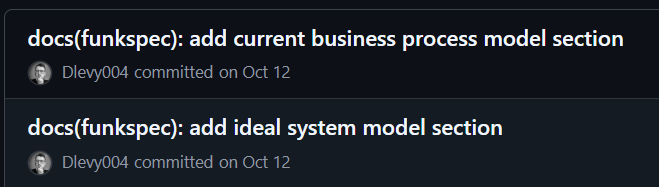 docs(funkspec): add current business process model section
Dlevy004 committed on Oct 12
docs(funkspec): add ideal system model section
Dlevy004 committed on Oct 12